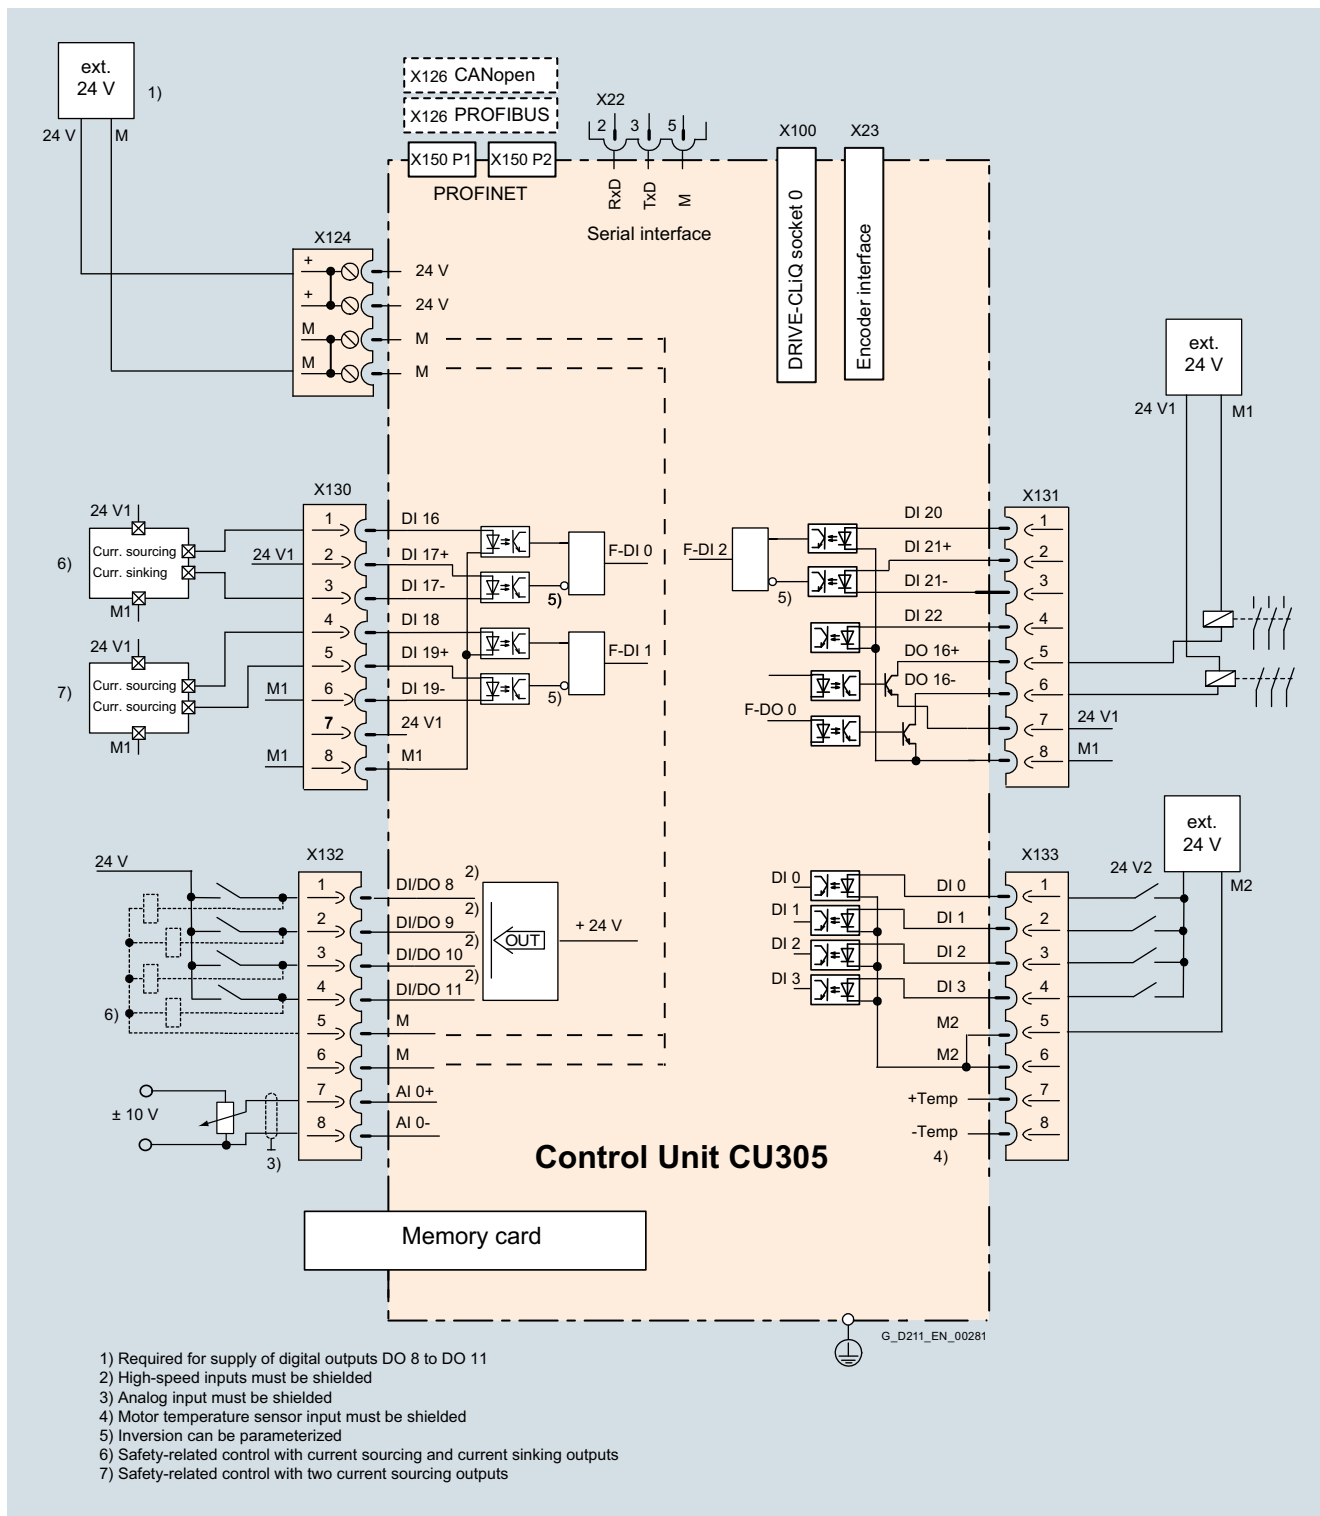 ext.
24 V
1)
24 V
M
X126 CANopen
X126 PROFIBUS
X150 P1
X150 P2
PROFINET
X22
2
3
5
RxD
TxD
M
Serial interface
X100
X23
DRIVE-CLiQ socket 0
Encoder interface
X124
+
24 V
+
24 V
M
M
M
M
ext.
24 V
24 V1
M1
X130
24 V1
Curr. sourcing
Curr. sinking
6)
M1
24 V1
Curr. sourcing
Curr. sourcing
7)
M1
1
DI 16
24 V1
2
DI 17+
3
DI 17-
4
DI 18
5
DI 19+
M1
6
DI 19-
7
24 V1
M1
8
M1
F-DI 0
5)
F-DI 1
5)
X131
F-DI 2
5)
DI 20
1
DI 21+
2
DI 21-
3
DI 22
4
DO 16+
5
DO 16-
6
F-DO 0
7
24 V1
8
M1
X132
24 V
1
DI/DO 8
2)
2
DI/DO 9
2)
3
DI/DO 10
2)
4
DI/DO 11
2)
OUT
+ 24 V
6)
5
M
6
M
7
AI 0+
8
AI 0-
± 10 V
3)
X133
ext.
24 V
24 V2
M2
DI 0
DI 0
1
DI 1
DI 1
2
DI 2
DI 2
3
DI 3
DI 3
4
M2
5
M2
6
+Temp
7
-Temp
8
4)
Control Unit CU305
Memory card
G_D211_EN_00281
1) Required for supply of digital outputs DO 8 to DO 11
2) High-speed inputs must be shielded
3) Analog input must be shielded
4) Motor temperature sensor input must be shielded
5) Inversion can be parameterized
6) Safety-related control with current sourcing and current sinking outputs
7) Safety-related control with two current sourcing outputs